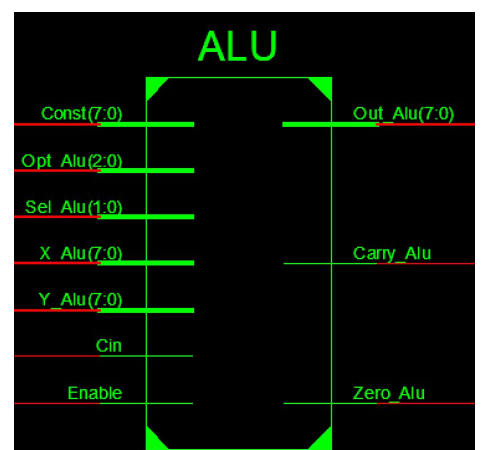 ALU
Const(7:0)
Out_Alu(7:0)
Opt_Alu(2:0)
Sel_Alu(1:0)
X_Alu(7:0)
Carry_Alu
Y_Alu(7:0)
Cin
Enable
Zero_Alu